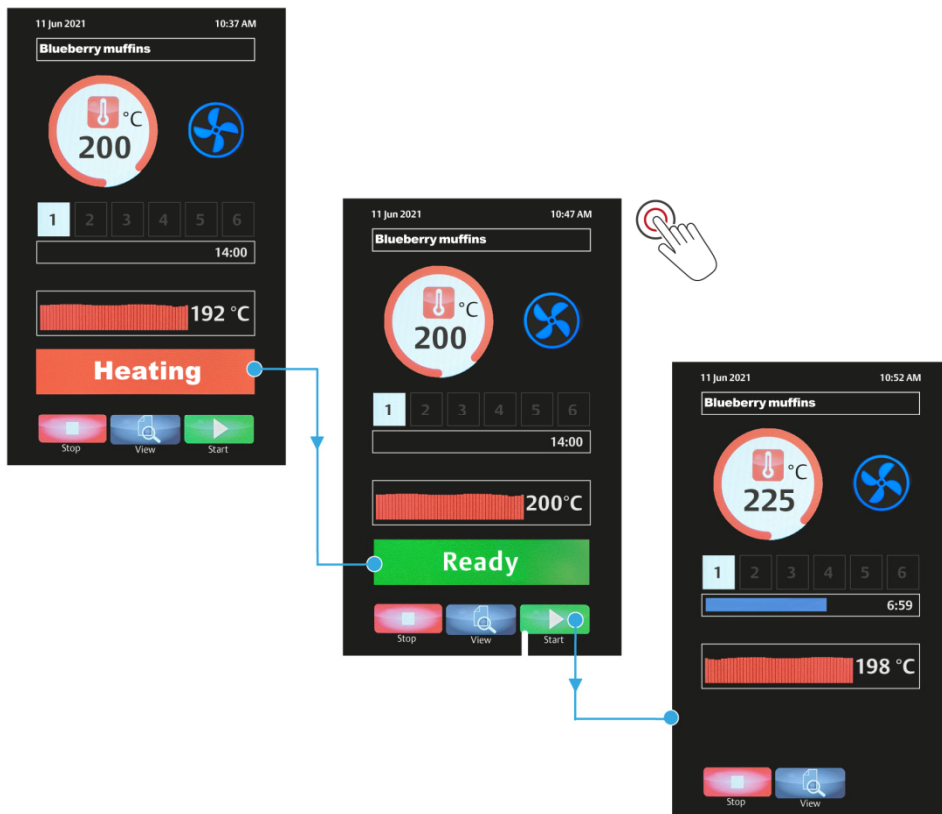 11 Jun 2021 10:37 AM
Blueberry muffins
°C
200
1 2 3 4 5 6
14:00
192 °C
Heating
Stop View Start
11 Jun 2021 10:47 AM
Blueberry muffins
°C
200
1 2 3 4 5 6
14:00
200°C
Ready
Stop View Start
11 Jun 2021 10:52 AM
Blueberry muffins
°C
225
1 2 3 4 5 6
6:59
198 °C
Stop View